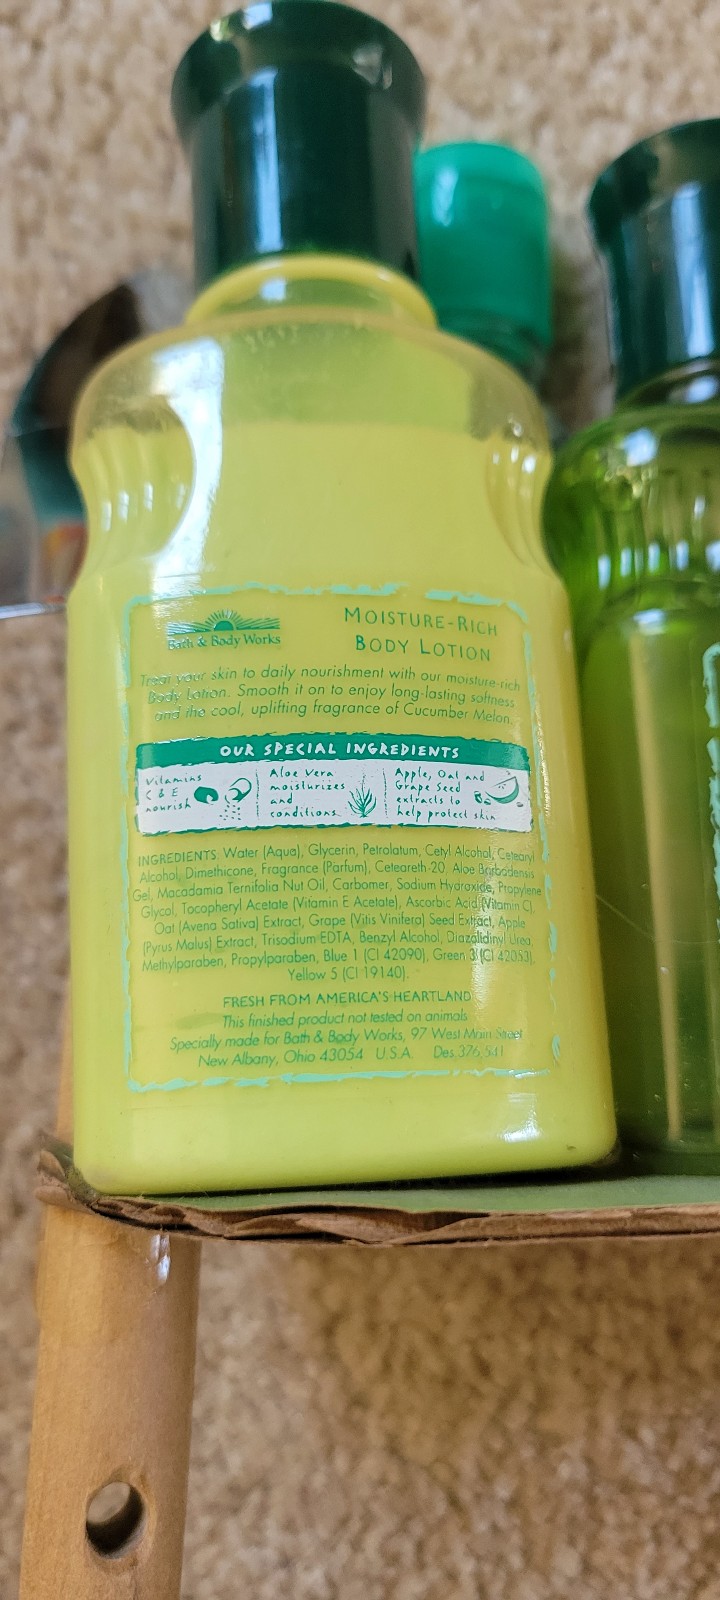 Bath & Body Works
MOISTURE-RICH
BODY LOTION
Treat your skin to daily nourishment with our moisture-rich
Body Lotion. Smooth it on to enjoy long-lasting softness
and the cool, uplifting fragrance of Cucumber Melon.
OUR SPECIAL INGREDIENTS
Vitamins
C & E
nourish
Aloe Vera
moisturizes
and
conditions
Apple, Oat and
Grape Seed
extracts to
help protect skin
INGREDIENTS: Water (Aqua), Glycerin, Petrolatum, Cetyl Alcohol, Cetearyl
Alcohol, Dimethicone, Fragrance (Parfum), Ceteareth-20, Aloe Barbadensis
Gel, Macadamia Ternifolia Nut Oil, Carbomer, Sodium Hydroxide, Propylene
Glycol, Tocopheryl Acetate (Vitamin E Acetate), Ascorbic Acid (Vitamin C),
Oat (Avena Sativa) Extract, Grape (Vitis Vinifera) Seed Extract, Apple
(Pyrus Malus) Extract, Trisodium EDTA, Benzyl Alcohol, Diazolidinyl Urea,
Methylparaben, Propylparaben, Blue 1 (CI 42090), Green 3 (CI 42053),
Yellow 5 (CI 19140).
FRESH FROM AMERICA'S HEARTLAND
This finished product not tested on animals
Specially made for Bath & Body Works, 97 West Main Street
New Albany, Ohio 43054 U.S.A. Des.376,541